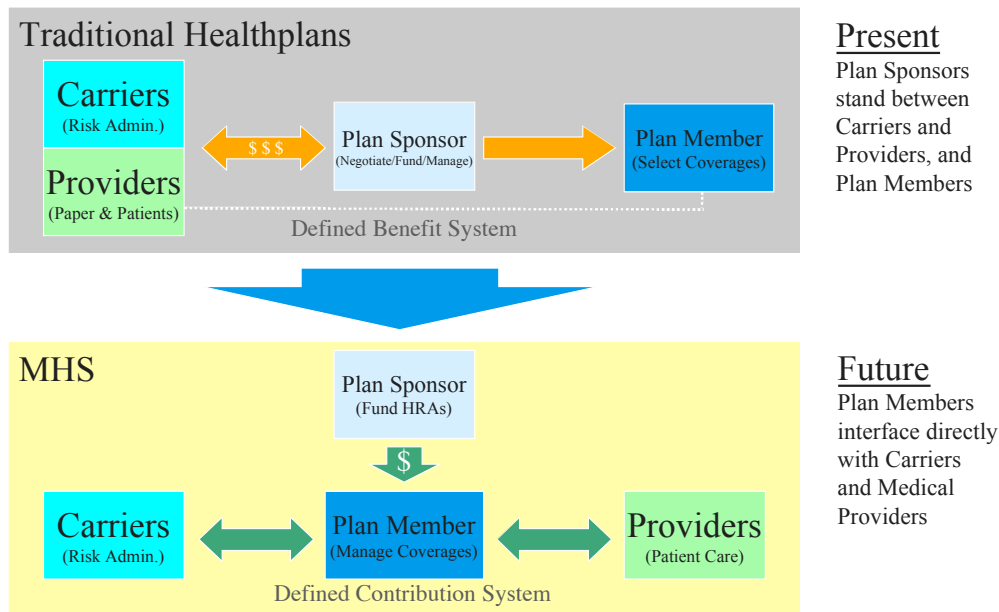 Traditional Healthplans
Carriers
(Risk Admin.)
Providers
(Paper & Patients)
$ $ $
Plan Sponsor
(Negotiate/Fund/Manage)
Plan Member
(Select Coverages)
Defined Benefit System
Present
Plan Sponsors
stand between
Carriers and
Providers, and
Plan Members
MHS
Plan Sponsor
(Fund HRAs)
$
Carriers
(Risk Admin.)
Plan Member
(Manage Coverages)
Providers
(Patient Care)
Defined Contribution System
Future
Plan Members
interface directly
with Carriers
and Medical
Providers